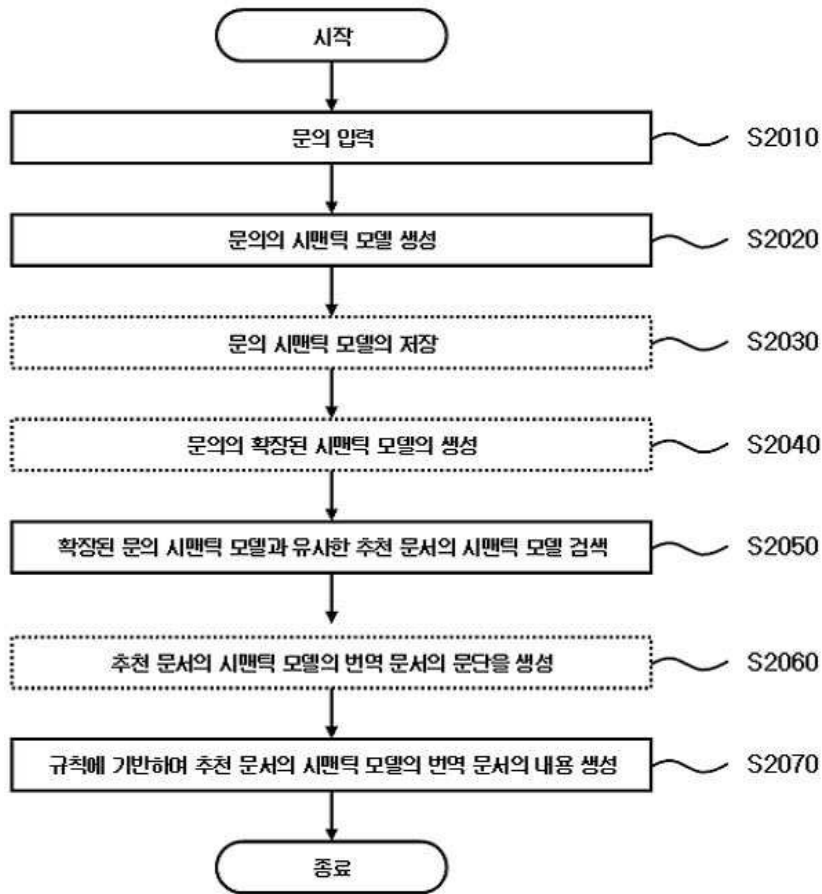 시작
문의 입력 S2010
문의의 시맨틱 모델 생성 S2020
문의 시맨틱 모델의 저장 S2030
문의의 확장된 시맨틱 모델의 생성 S2040
확장된 문의 시맨틱 모델과 유사한 추천 문서의 시맨틱 모델 검색 S2050
추천 문서의 시맨틱 모델의 번역 문서의 문단을 생성 S2060
규칙에 기반하며 추천 문서의 시맨틱 모델의 번역 문서의 내용 생성 S2070
종료